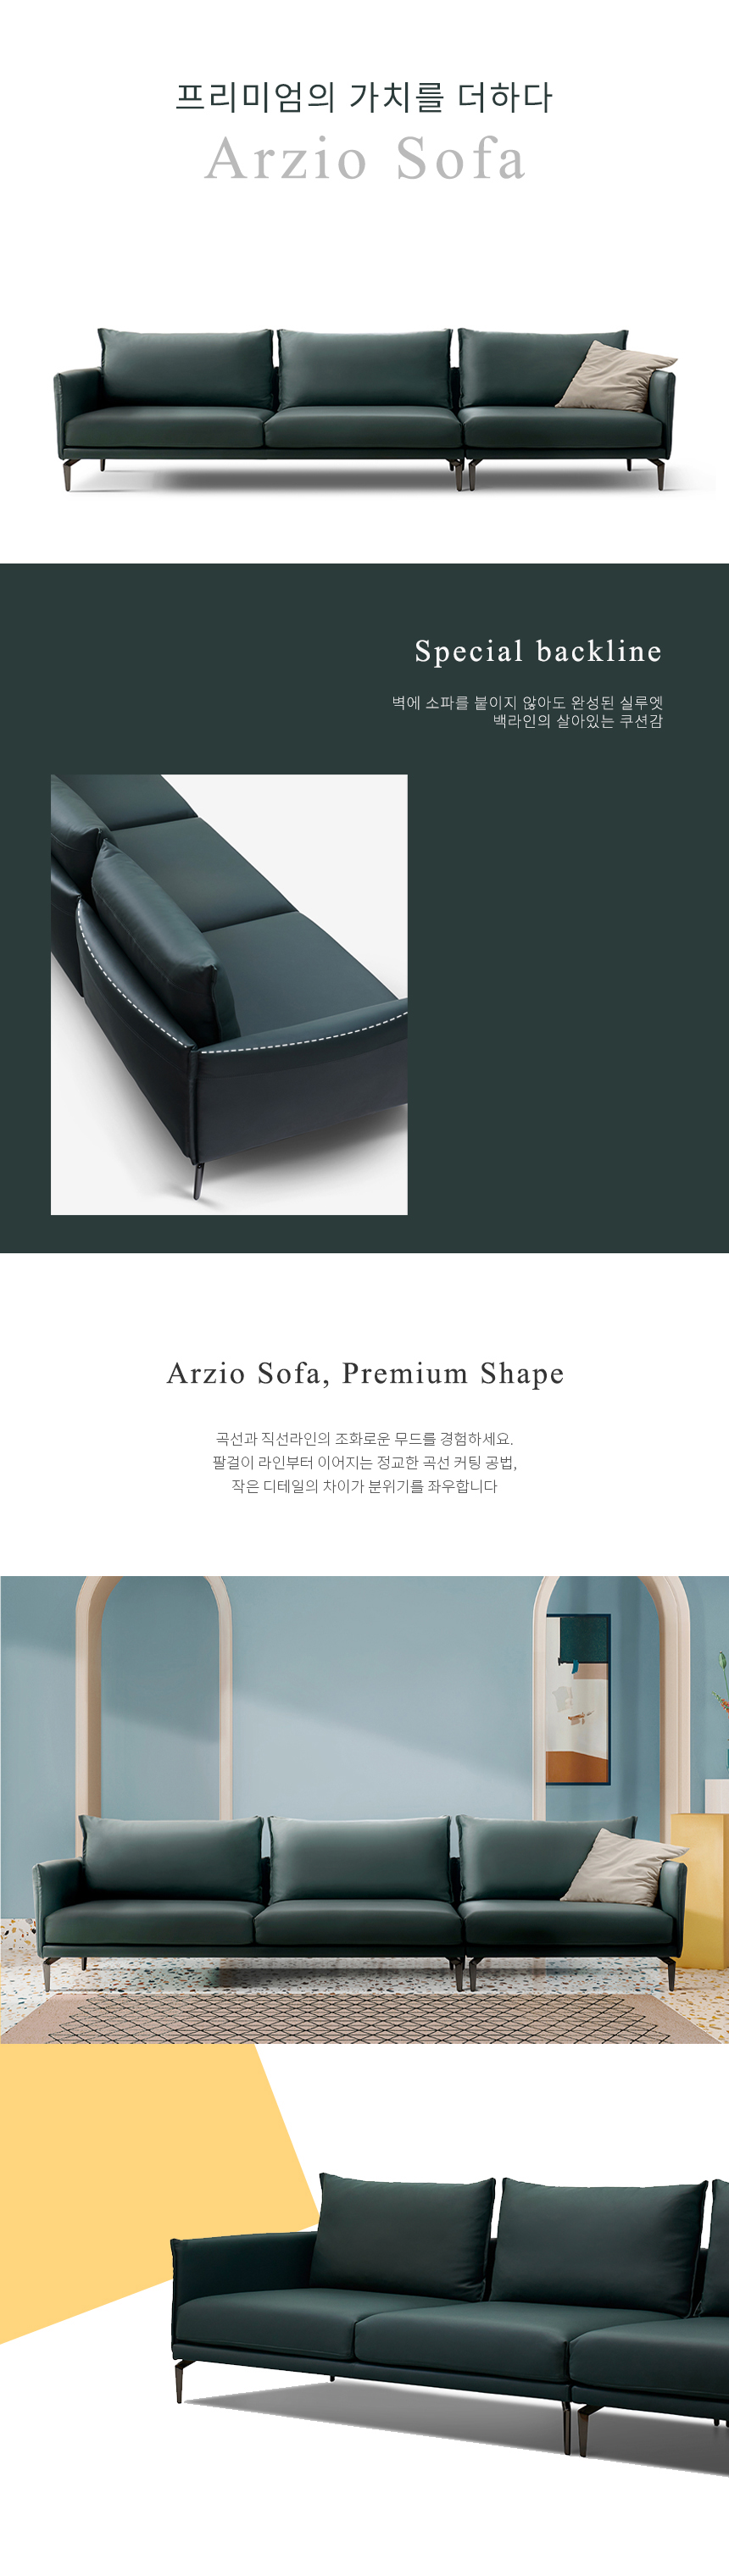 프리미엄의 가치를 더하다
Arzio Sofa
Special backline
벽에 소파를 붙이지 않아도 완성된 실루엣
백라인의 살아있는 쿠션감
Arzio Sofa, Premium Shape
곡선과 직선라인의 조화로운 무드를 경험하세요.
팔걸이 라인부터 이어지는 정교한 곡선 커팅 공법,
작은 디테일의 차이가 분위기를 좌우합니다